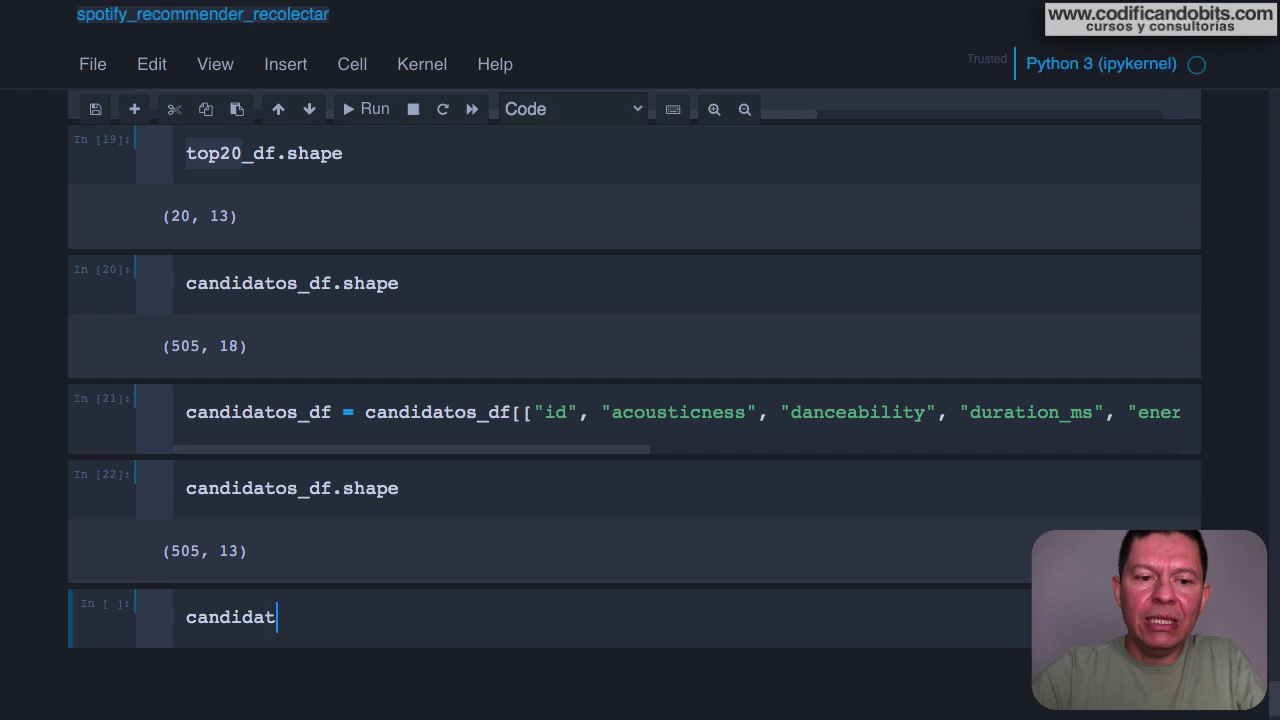 spotify_recommender_recolectar
www.codificandobits.com
cursos y consultorías
File Edit View Insert Cell Kernel Help
Trusted
Python 3 (ipykernel)
Run
Code
In [19]:
top20_df.shape
(20, 13)
In [20]:
candidatos_df.shape
(505, 18)
In [21]:
candidatos_df = candidatos_df[["id", "acousticness", "danceability", "duration_ms", "ener
In [22]:
candidatos_df.shape
(505, 13)
In [ ]:
candidat